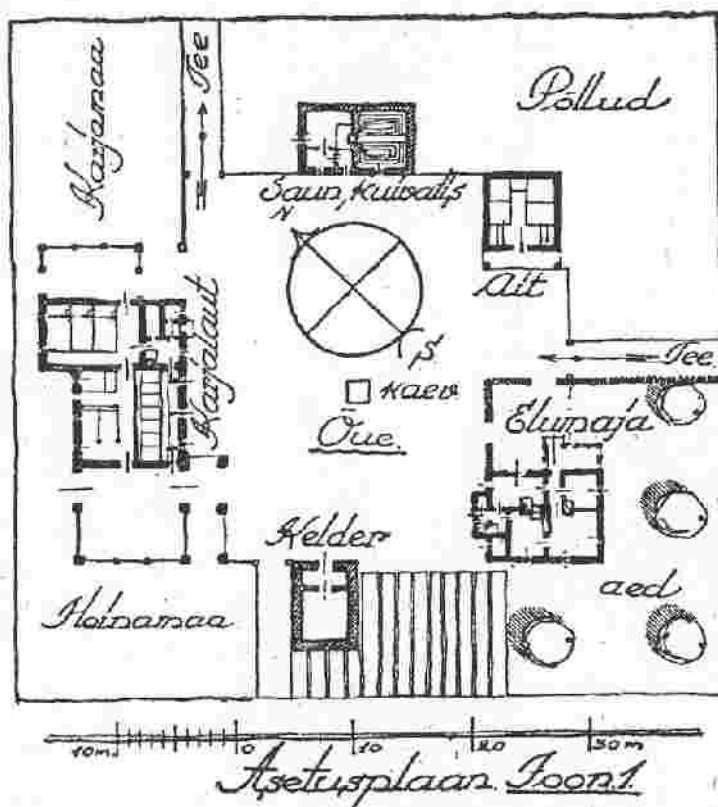 Karjamaa
Tee
Põllud
Saun, kuivatis
N
Ait
S
Karjalaut
kaev
Õue.
Tee.
Elumaja
Kelder
aed
Heinamaa
10m. 0 10 20 30m
Asetusplaan. Joon.1.